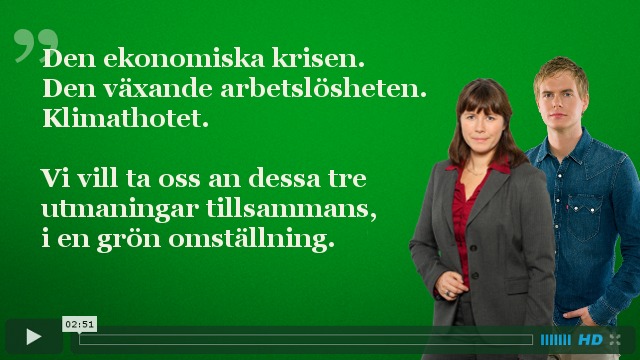 ”
Den ekonomiska krisen.
Den växande arbetslösheten.
Klimathotet.
Vi vill ta oss an dessa tre
utmaningar tillsammans,
i en grön omställning.
02:51
HD